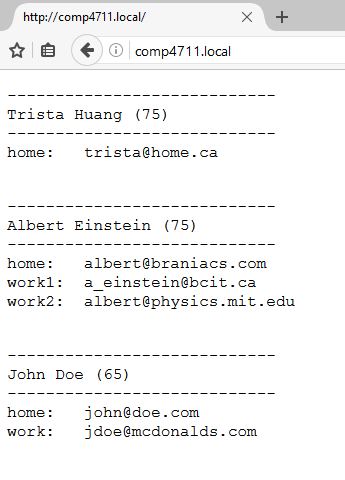 http://comp4711.local/
comp4711.local
----------------------------
Trista Huang (75)
----------------------------
home:   trista@home.ca
----------------------------
Albert Einstein (75)
----------------------------
home:   albert@braniacs.com
work1:  a_einstein@bcit.ca
work2:  albert@physics.mit.edu
----------------------------
John Doe (65)
----------------------------
home:   john@doe.com
work:   jdoe@mcdonalds.com